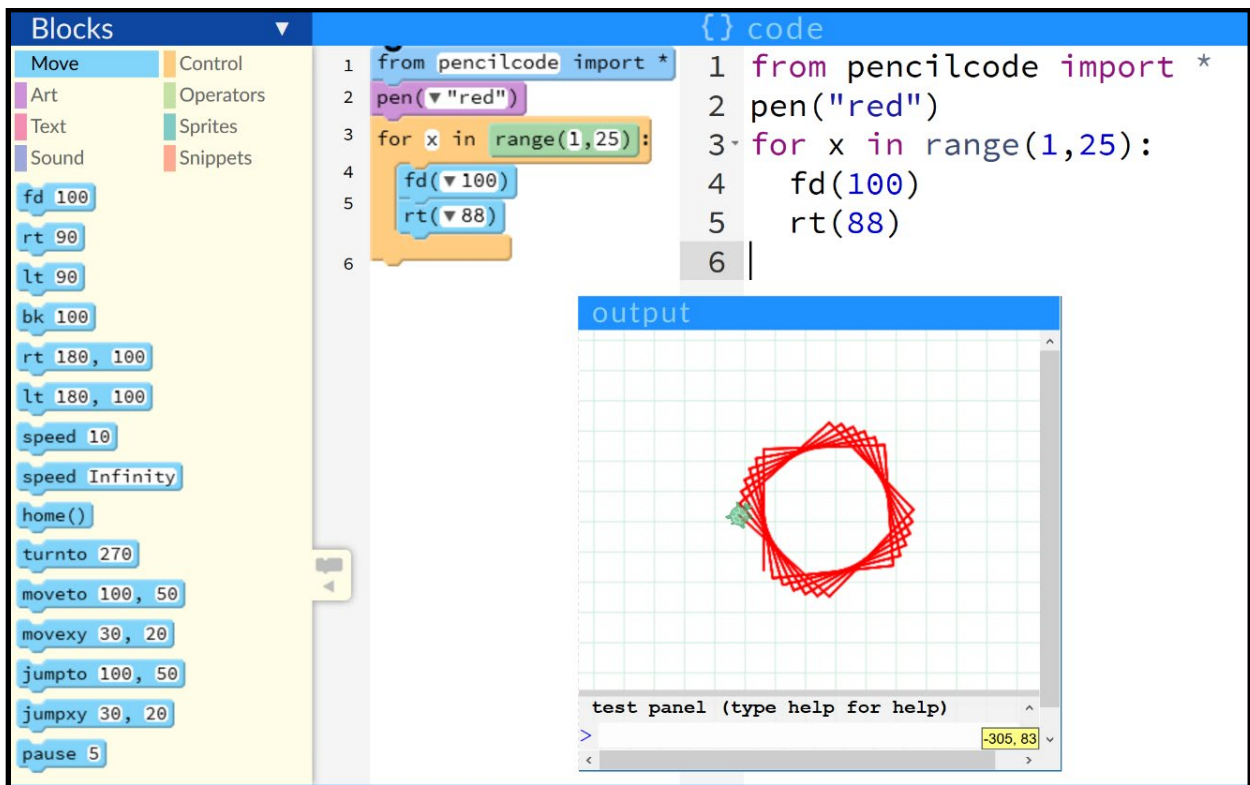 Blocks ▼
Move Control
Art Operators
Text Sprites
Sound Snippets
fd 100
rt 90
lt 90
bk 100
rt 180, 100
lt 180, 100
speed 10
speed Infinity
home()
turnto 270
moveto 100, 50
movexy 30, 20
jumpto 100, 50
jumpxy 30, 20
pause 5
1 from pencilcode import *
2 pen(▼"red")
3 for x in range(1,25):
4 fd(▼100)
5 rt(▼88)
6
{} code
1 from pencilcode import *
2 pen("red")
3 for x in range(1,25):
4 fd(100)
5 rt(88)
6
output
test panel (type help for help)
>
-305, 83